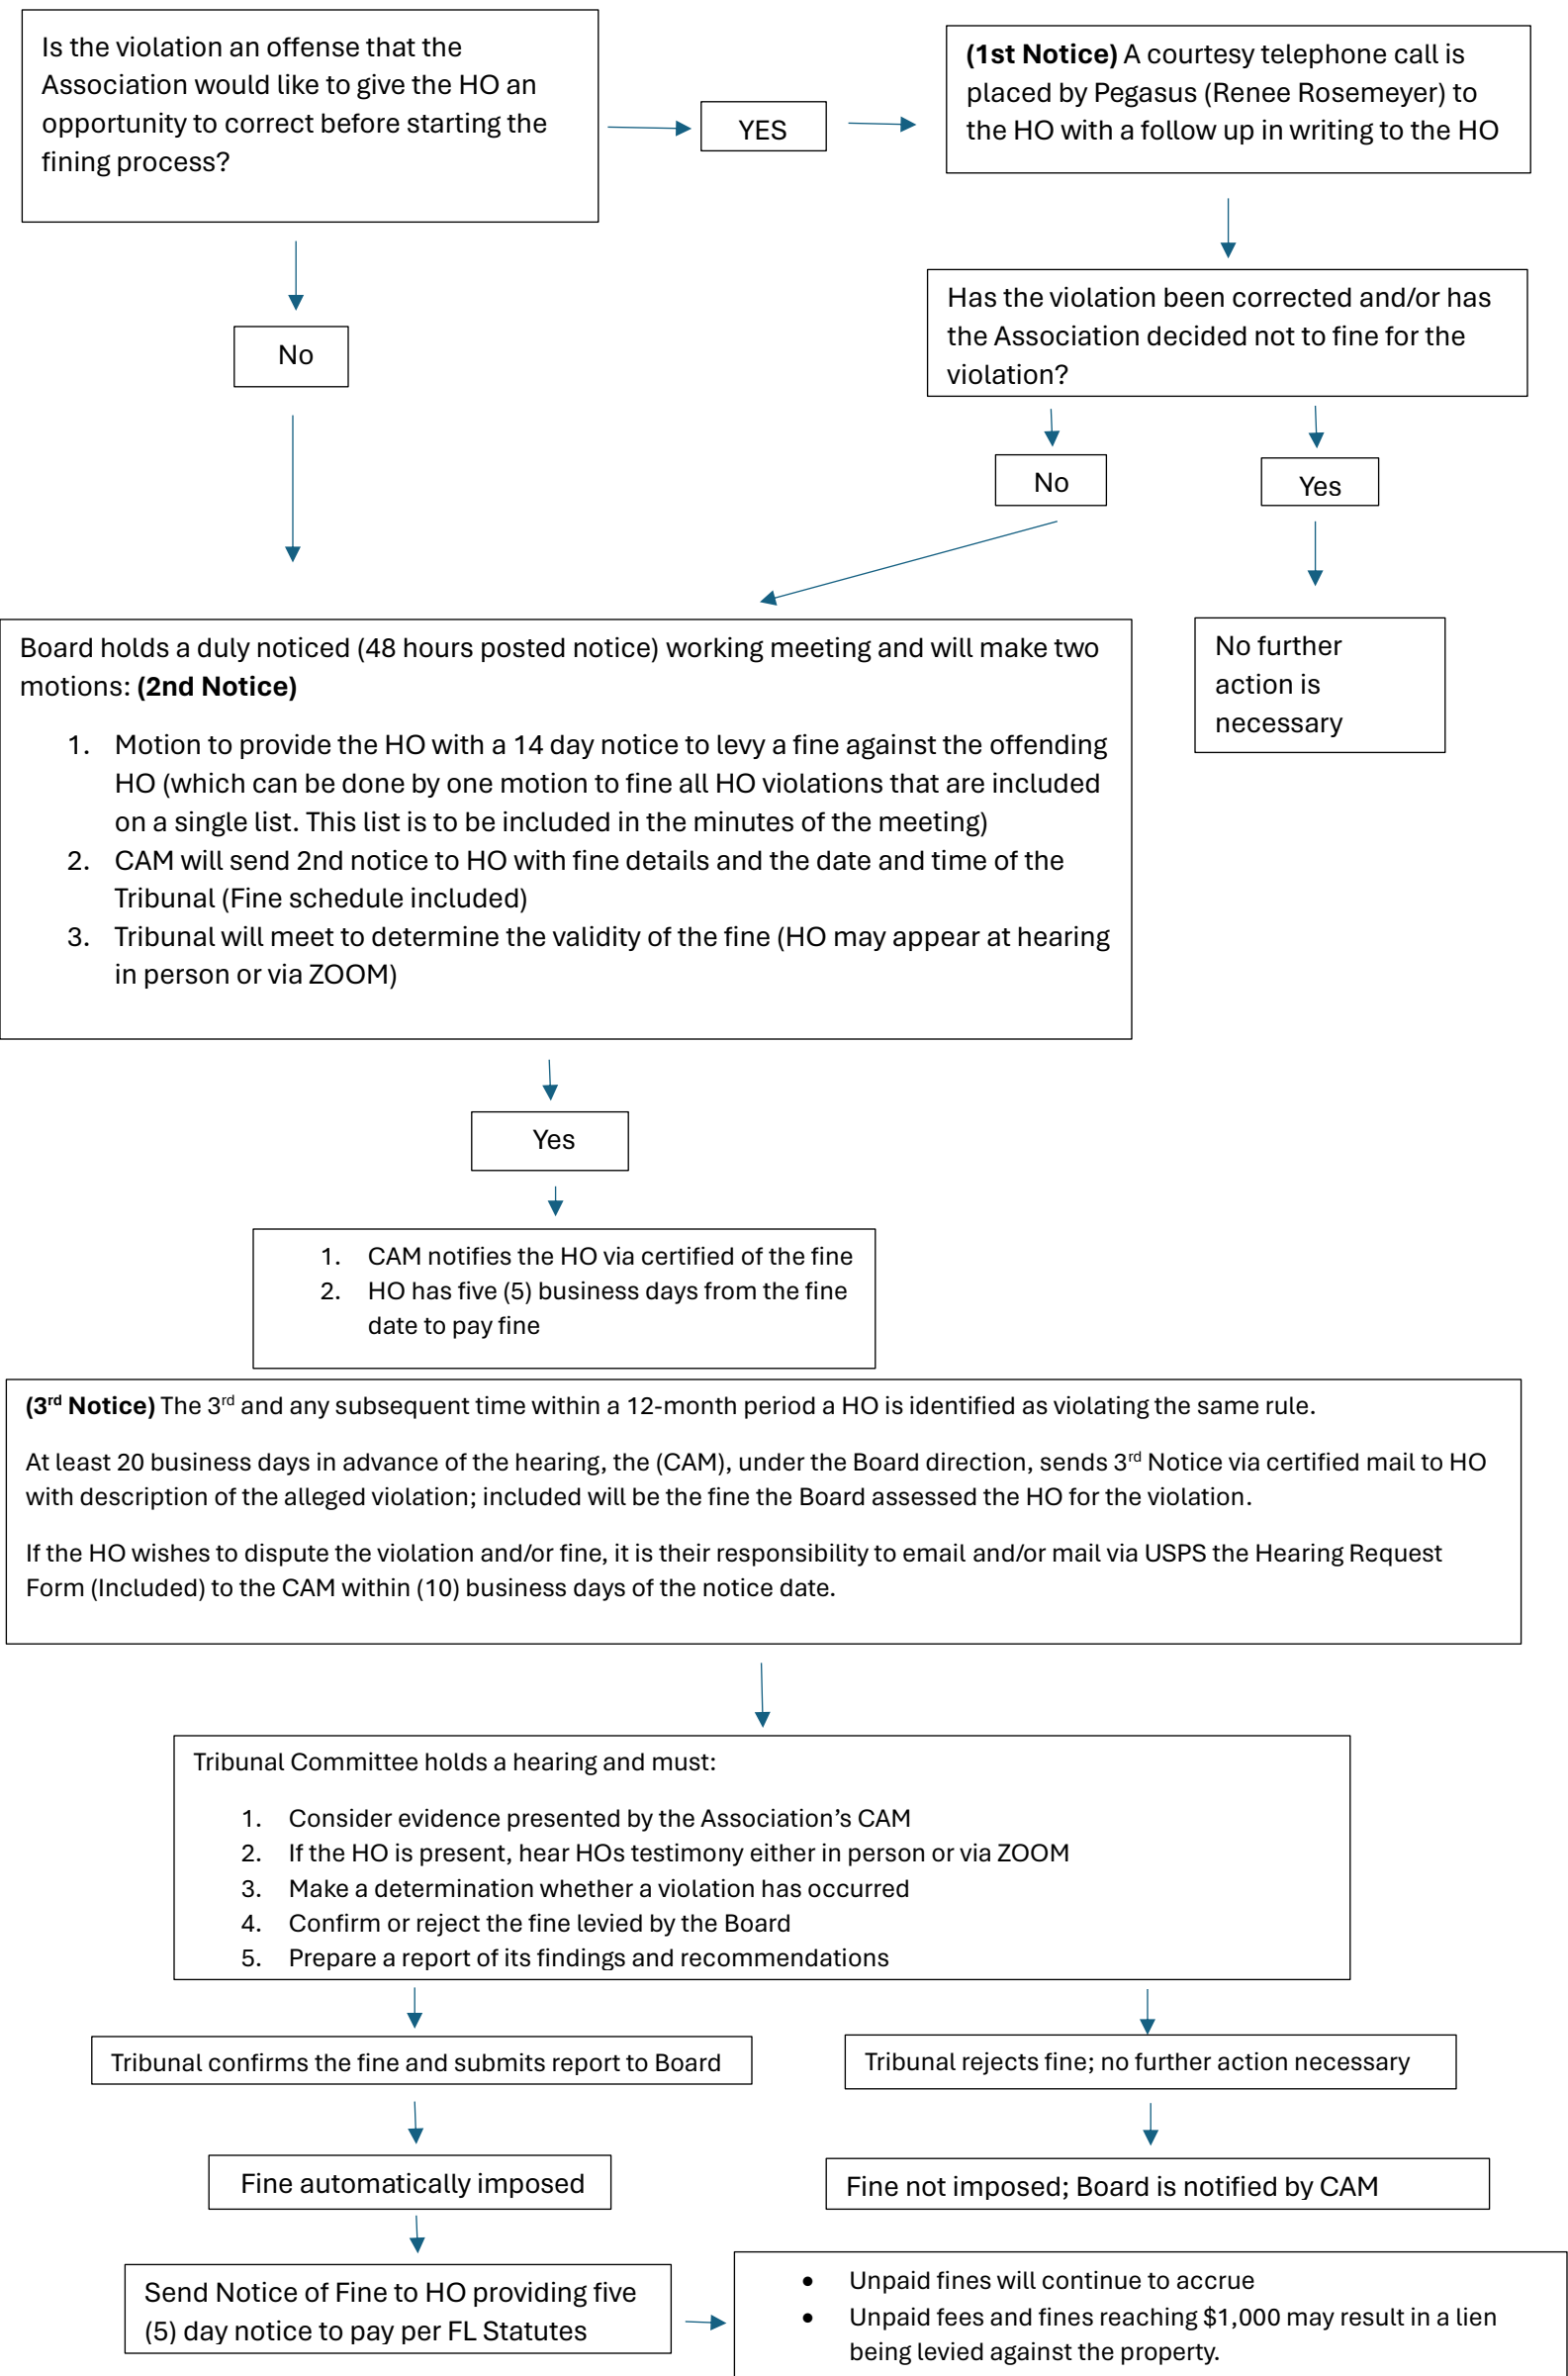 Is the violation an offense that the
Association would like to give the HO an
opportunity to correct before starting the
fining process?
YES
(1st Notice) A courtesy telephone call is
placed by Pegasus (Renee Rosemeyer) to
the HO with a follow up in writing to the HO
Has the violation been corrected and/or has
the Association decided not to fine for the
violation?
No
No
Yes
Board holds a duly noticed (48 hours posted notice) working meeting and will make two
motions: (2nd Notice)
1. Motion to provide the HO with a 14 day notice to levy a fine against the offending
HO (which can be done by one motion to fine all HO violations that are included
on a single list. This list is to be included in the minutes of the meeting)
2. CAM will send 2nd notice to HO with fine details and the date and time of the
Tribunal (Fine schedule included)
3. Tribunal will meet to determine the validity of the fine (HO may appear at hearing
in person or via ZOOM)
No further
action is
necessary
Yes
1. CAM notifies the HO via certified of the fine
2. HO has five (5) business days from the fine
date to pay fine
(3rd Notice) The 3rd and any subsequent time within a 12-month period a HO is identified as violating the same rule.
At least 20 business days in advance of the hearing, the (CAM), under the Board direction, sends 3rd Notice via certified mail to HO
with description of the alleged violation; included will be the fine the Board assessed the HO for the violation.
If the HO wishes to dispute the violation and/or fine, it is their responsibility to email and/or mail via USPS the Hearing Request
Form (Included) to the CAM within (10) business days of the notice date.
Tribunal Committee holds a hearing and must:
1. Consider evidence presented by the Association’s CAM
2. If the HO is present, hear HOs testimony either in person or via ZOOM
3. Make a determination whether a violation has occurred
4. Confirm or reject the fine levied by the Board
5. Prepare a report of its findings and recommendations
Tribunal confirms the fine and submits report to Board
Tribunal rejects fine; no further action necessary
Fine automatically imposed
Fine not imposed; Board is notified by CAM
Send Notice of Fine to HO providing five
(5) day notice to pay per FL Statutes
• Unpaid fines will continue to accrue
• Unpaid fees and fines reaching $1,000 may result in a lien
being levied against the property.